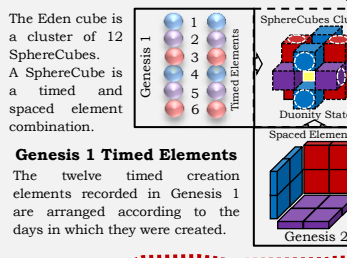 The Eden cube is
a cluster of 12
SphereCubes.
A SphereCube is
a timed and
spaced element
combination.
Genesis 1
1
2
3
4
5
6
Timed Elements
SphereCubes Clu
Duonity State
Spaced Elemen
Genesis 2
Genesis 1 Timed Elements
The twelve timed creation
elements recorded in Genesis 1
are arranged according to the
days in which they were created.